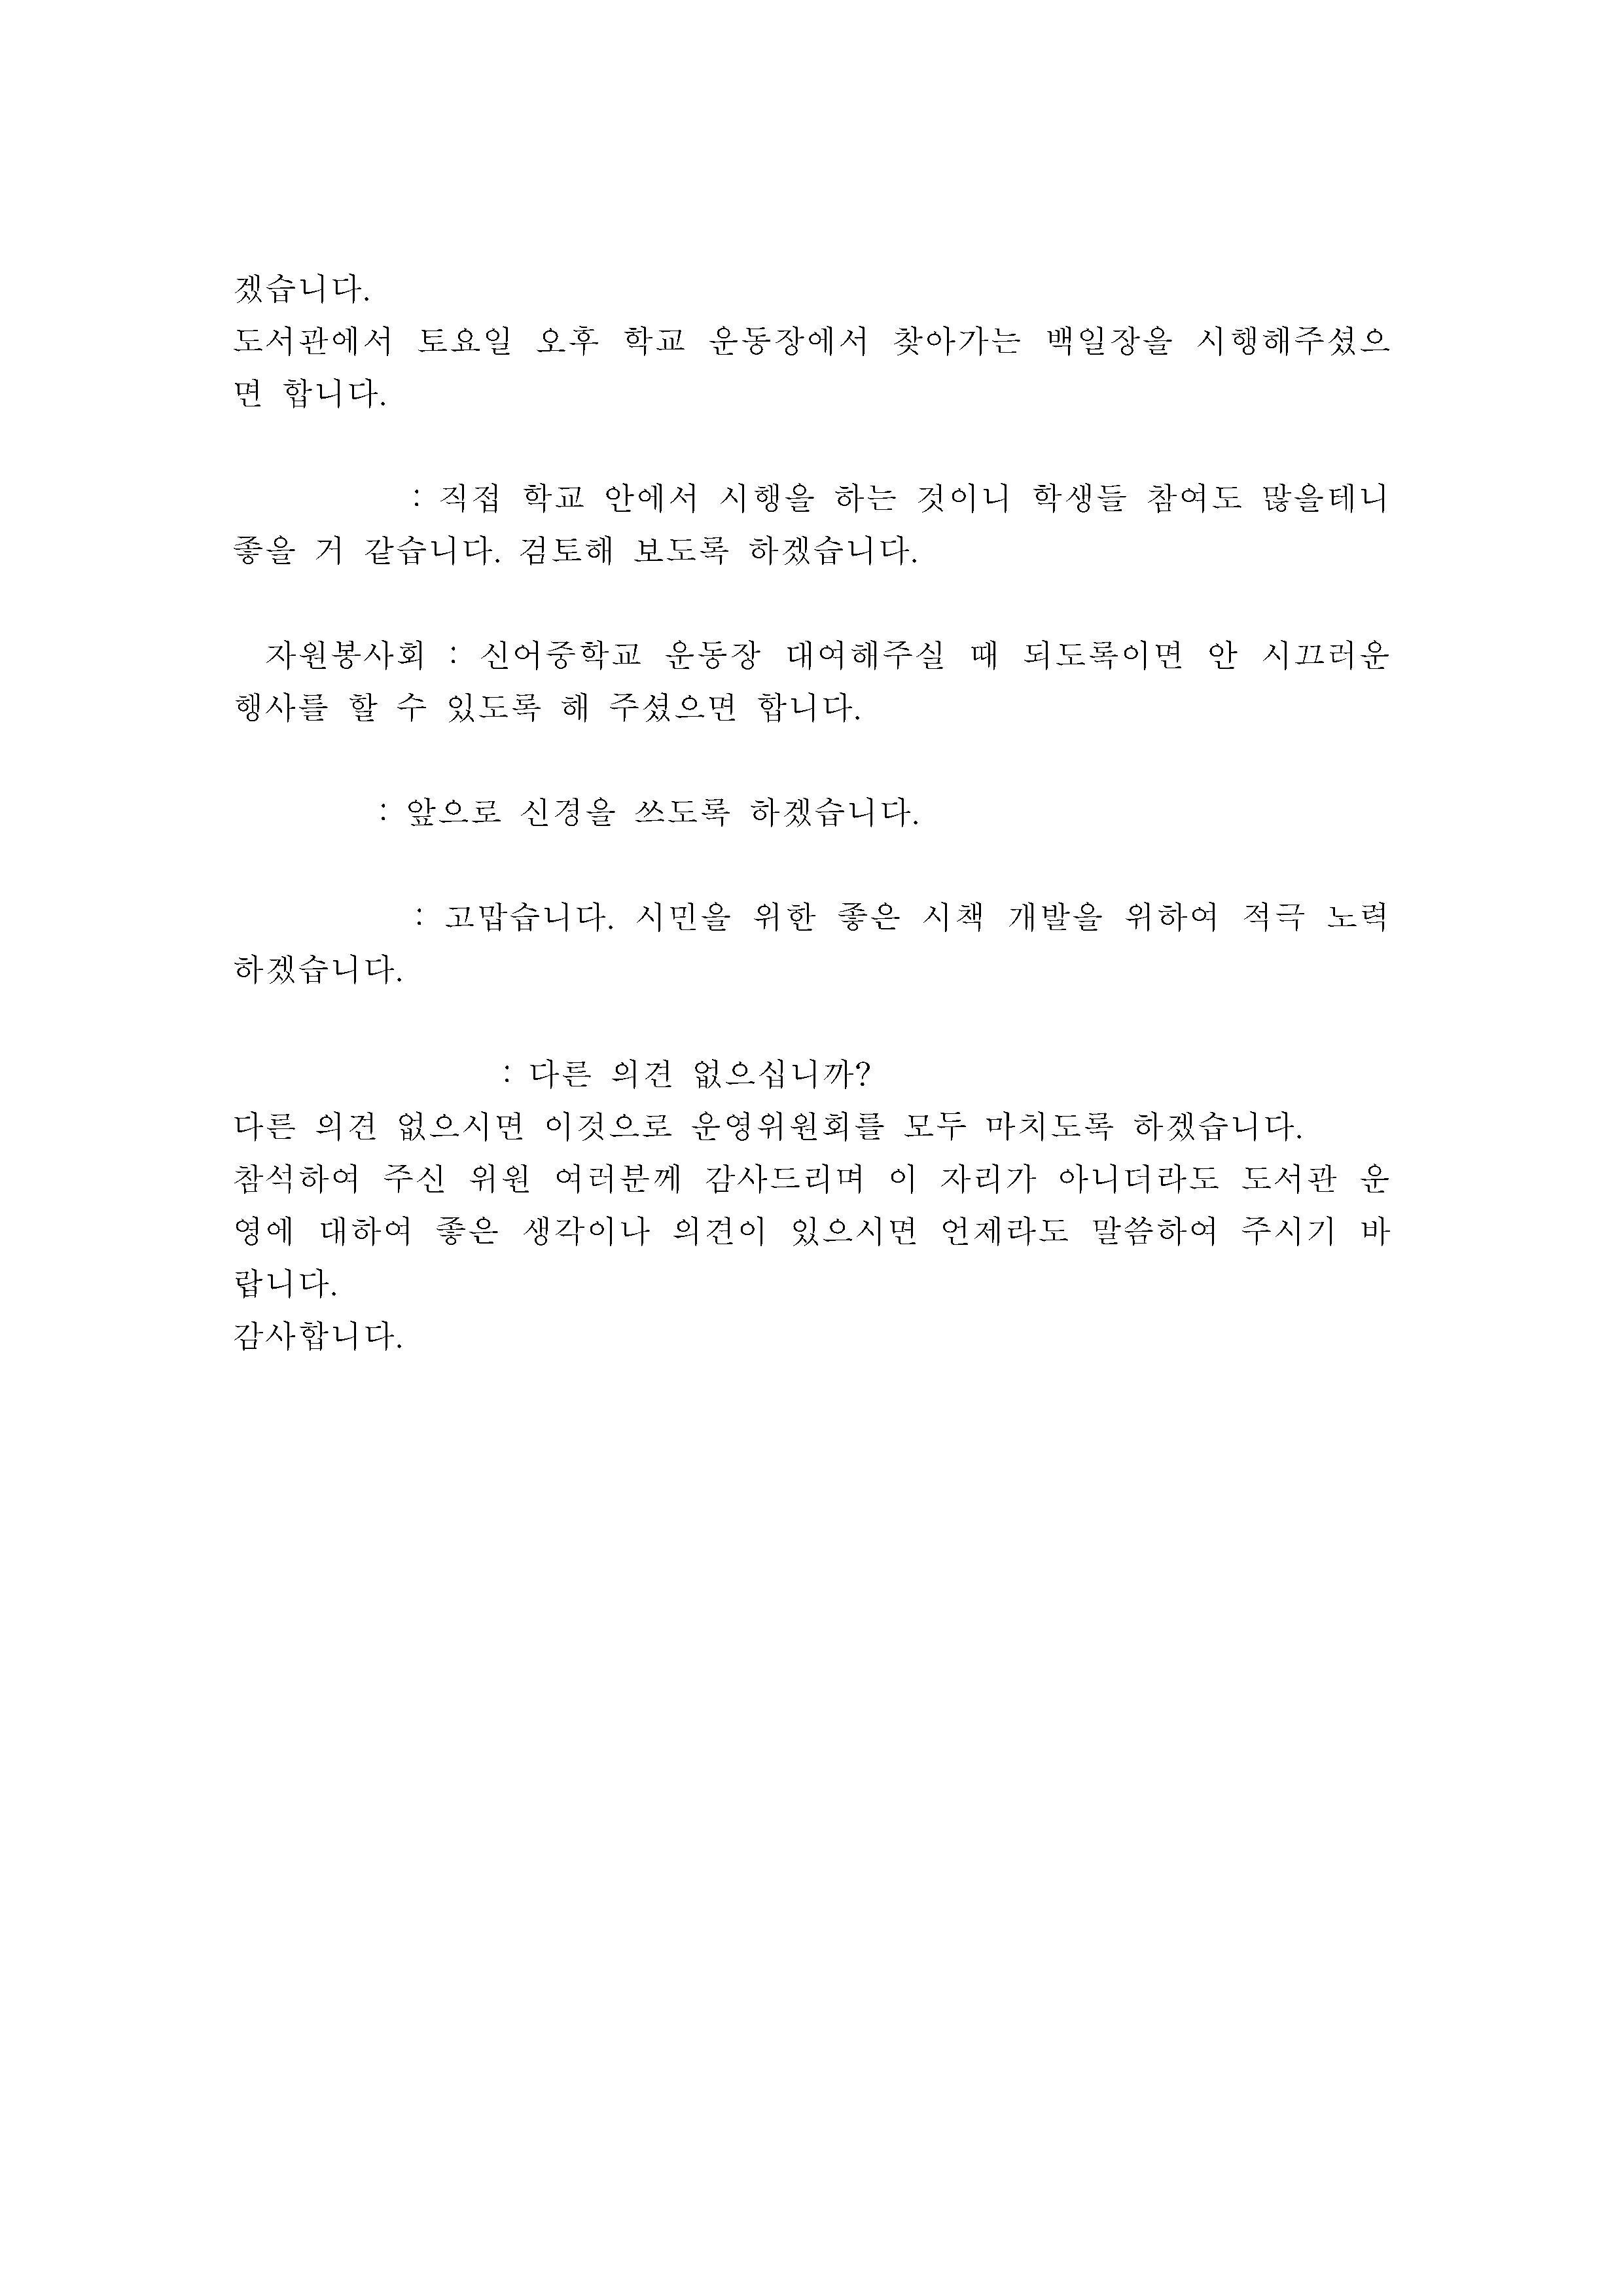 겠습니다.
도서관에서 토요일 오후 학교 운동장에서 찾아가는 백일장을 시행해주셨으
면 합니다.
: 직접 학교 안에서 시행을 하는 것이니 학생들 참여도 많을테니
좋을 거 같습니다. 검토해 보도록 하겠습니다.
자원봉사회 : 신어중학교 운동장 대여해주실 때 되도록이면 안 시끄러운
행사를 할 수 있도록 해 주셨으면 합니다.
: 앞으로 신경을 쓰도록 하겠습니다.
: 고맙습니다. 시민을 위한 좋은 시책 개발을 위하여 적극 노력
하겠습니다.
: 다른 의견 없으십니까?
다른 의견 없으시면 이것으로 운영위원회를 모두 마치도록 하겠습니다.
참석하여 주신 위원 여러분께 감사드리며 이 자리가 아니더라도 도서관 운
영에 대하여 좋은 생각이나 의견이 있으시면 언제라도 말씀하여 주시기 바
랍니다.
감사합니다.